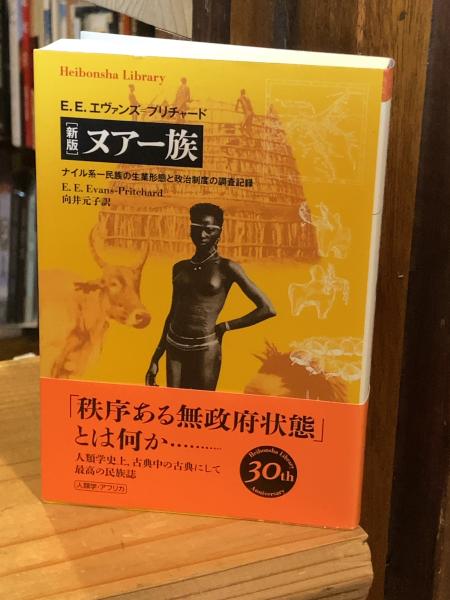 Heibonsha Library
E. E. エヴァンズ=プリチャード
[新版] ヌアー族
ナイル系一民族の生業形態と政治制度の調査記録
E. E. Evans-Pritchard
向井元子訳
「秩序ある無政府状態」
とは何か………
人類学史上、古典中の古典にして
最高の民族誌
人類学・アフリカ
Heibonsha Library
30th
Anniversary